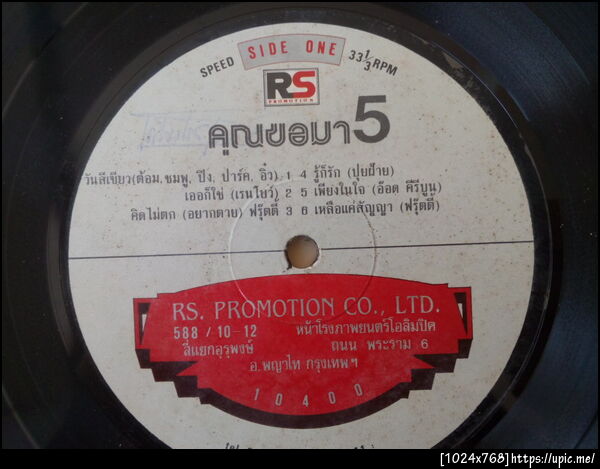 SPEED SIDE ONE 33 1/3 RPM
RS
PROMOTION
คุณขอมา 5
วันสีเขียว(ต้อม. ชมพู, ปิง, ปาร์ค, อิ๋ว) 1 4 รู้ก็รัก (ปุยฝ้าย)
เออก็ใช่ (เรนโบว์) 2 5 เพียงในใจ (อ๊อด คีรีบูน)
คิดไม่ตก (อยากตาย) ฟรุ๊ตตี้ 3 6 เหลือแค่สัญญา (ฟรุ๊ตตี้)
RS. PROMOTION CO., LTD.
588 / 10-12 หน้าโรงภาพยนตร์โอลิมปิค
สี่แยกอุรุพงษ์ ถนน พระราม 6
อ.พญาไท กรุงเทพฯ
10400
[1024x768]https://upic.me/